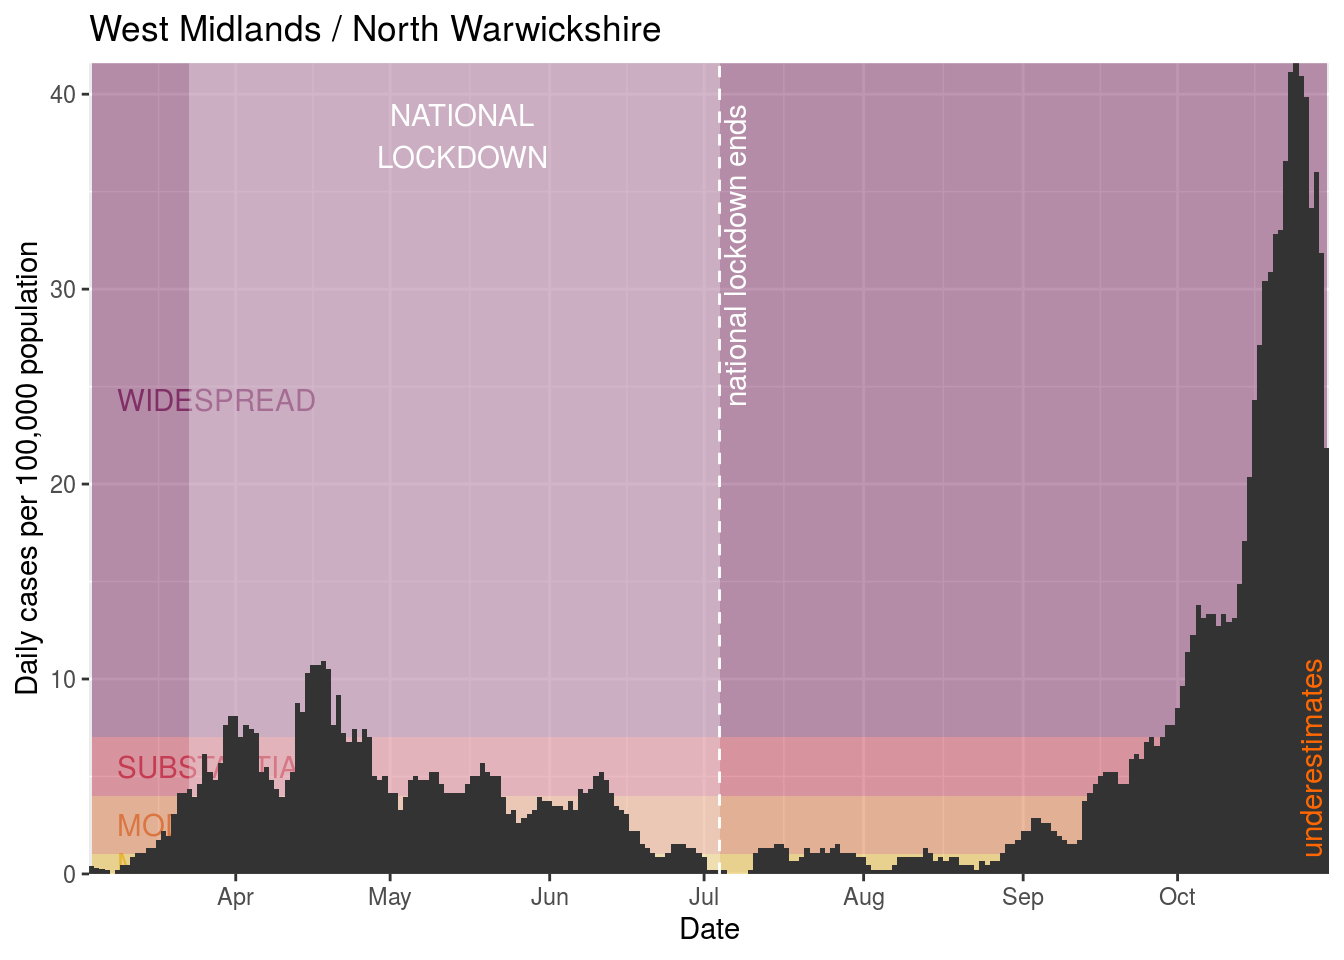 West Midlands / North Warwickshire
Daily cases per 100,000 population
40
30
20
10
0
NATIONAL
LOCKDOWN
national lockdown ends
WIDESPREAD
underestimates
Apr
May
Jun
Jul
Aug
Sep
Oct
Date